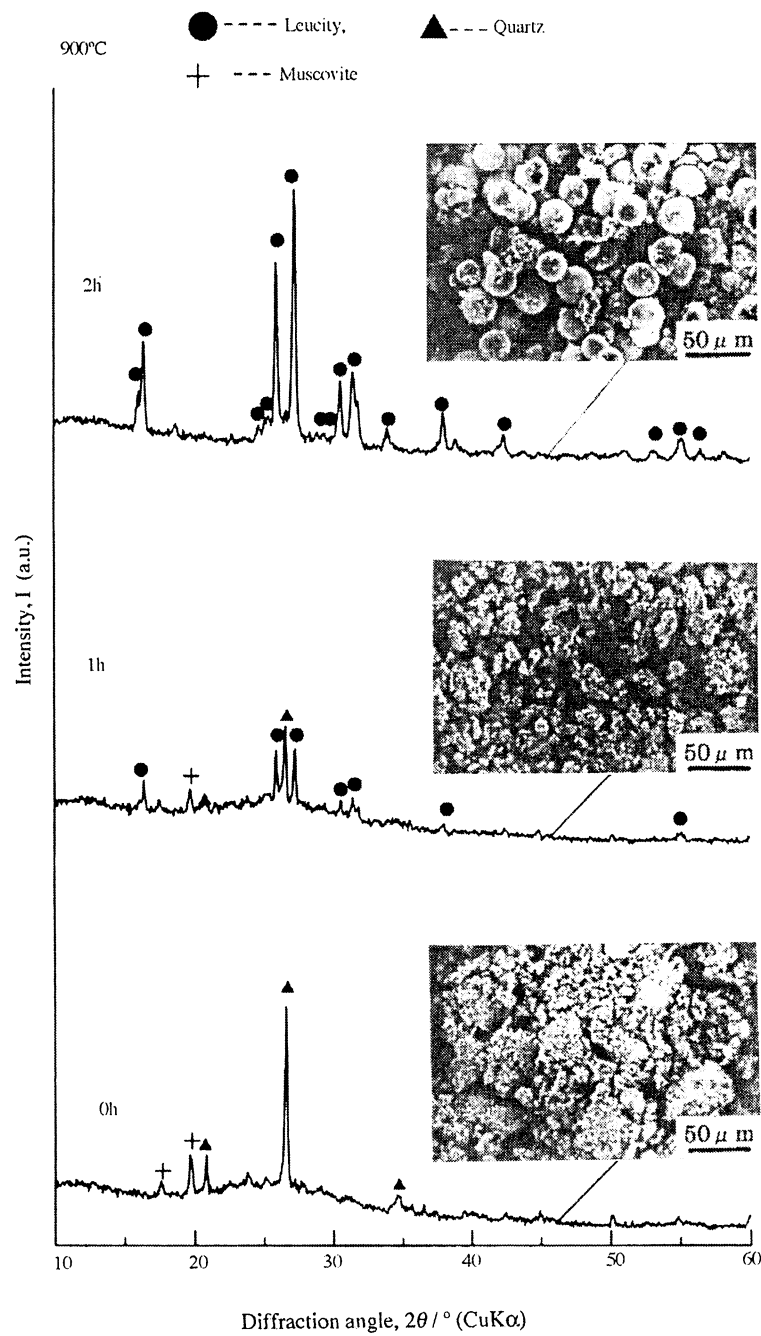 ● ---- Leucity, ▲ --- Quartz
900°C
+ --- Muscovite
2h
50 μ m
1h
50 μ m
0h
50 μ m
Intensity, I (a.u.)
10 20 30 40 50 60
Diffraction angle, 2θ / ° (CuKα)